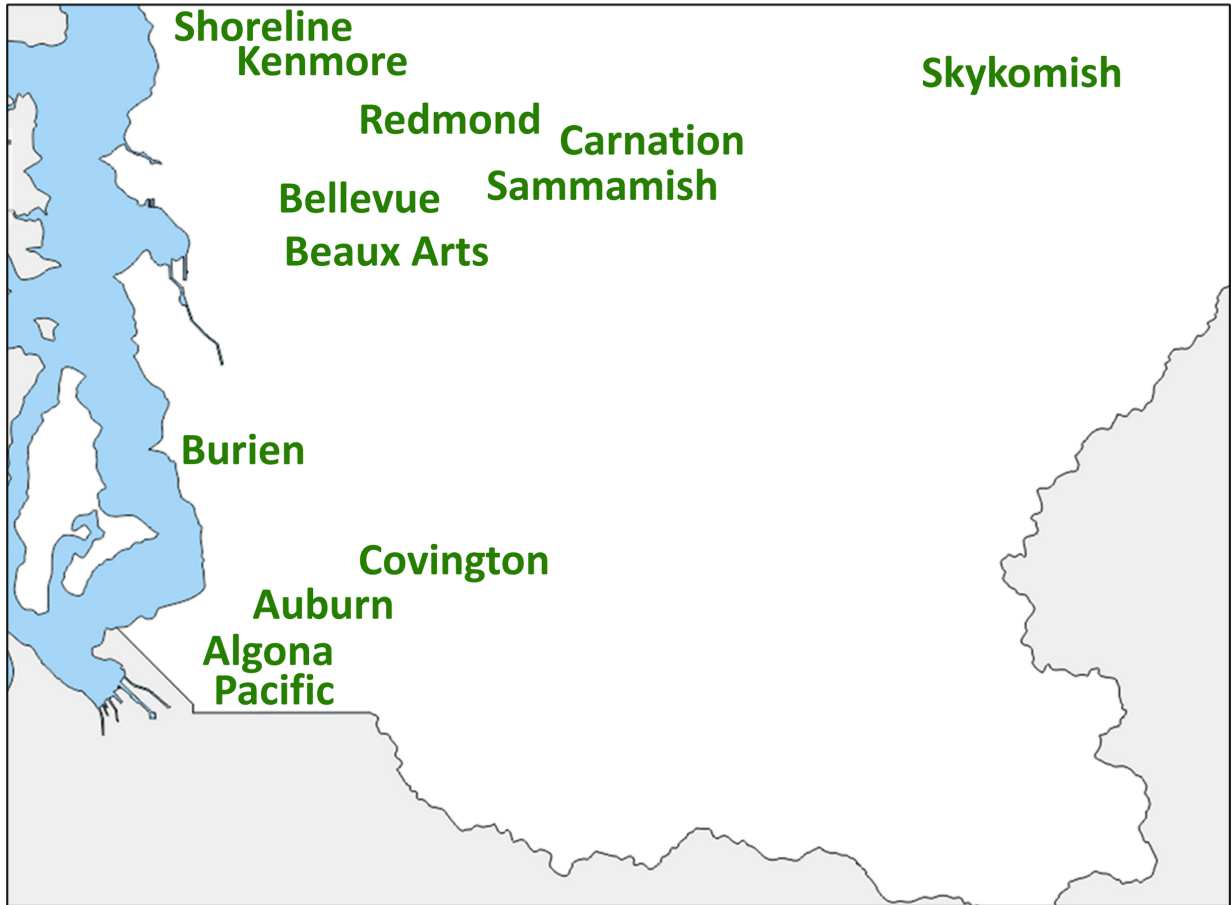 Shoreline
Kenmore
Skykomish
Redmond
Carnation
Sammamish
Bellevue
Beaux Arts
Burien
Covington
Auburn
Algona
Pacific